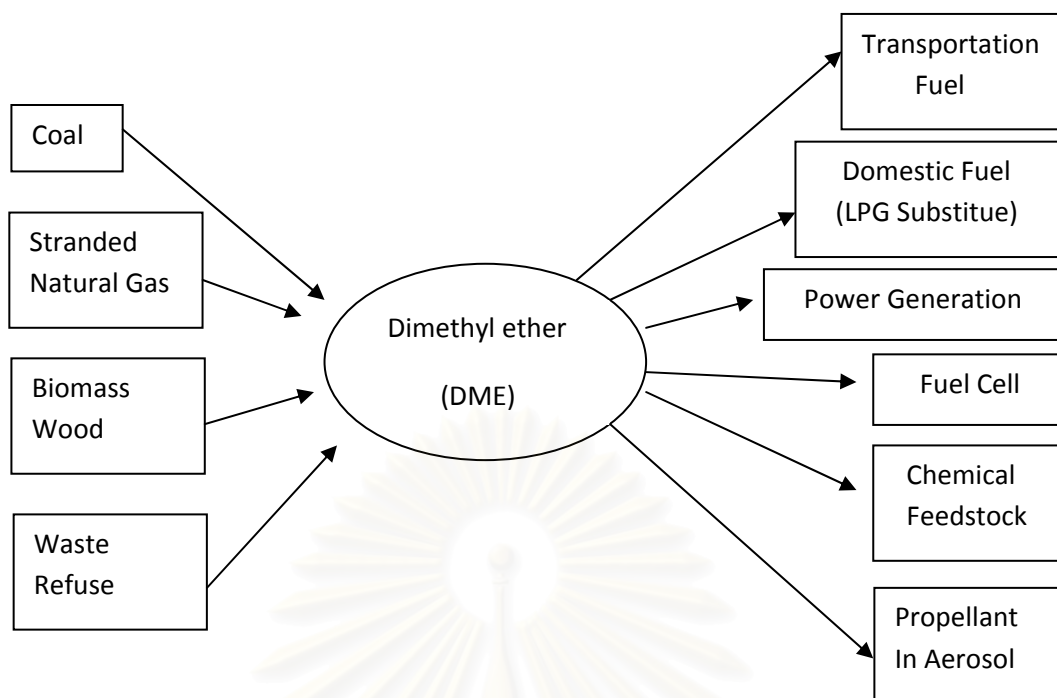 Coal
Stranded
Natural Gas
Biomass
Wood
Waste
Refuse
Dimethyl ether
(DME)
Transportation
Fuel
Domestic Fuel
(LPG Substitue)
Power Generation
Fuel Cell
Chemical
Feedstock
Propellant
In Aerosol